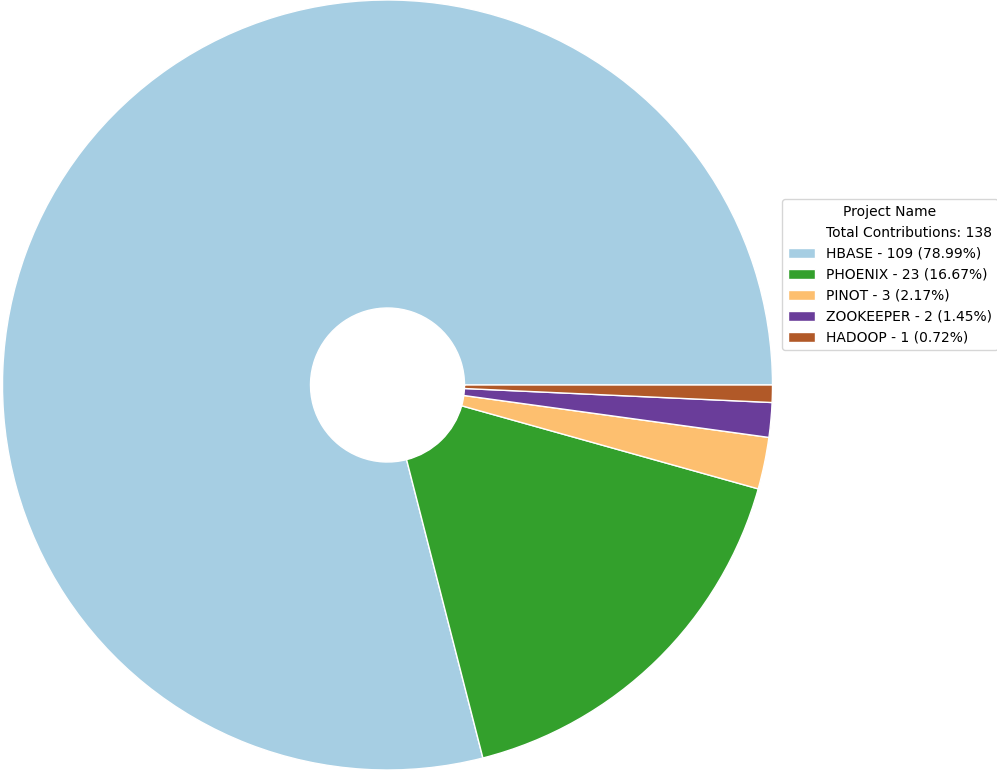 Project Name
Total Contributions: 138
HBASE - 109 (78.99%)
PHOENIX - 23 (16.67%)
PINOT - 3 (2.17%)
ZOOKEEPER - 2 (1.45%)
HADOOP - 1 (0.72%)